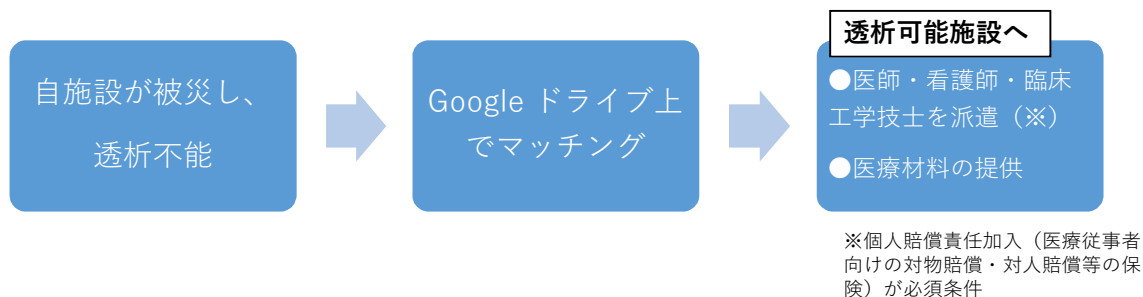 自施設が被災し、
透析不能
Google ドライブ上
でマッチング
透析可能施設へ
●医師・看護師・臨床
工学技士を派遣（※）
●医療材料の提供
※個人賠償責任加入（医療従事者
向けの対物賠償・対人賠償等の保
険）が必須条件